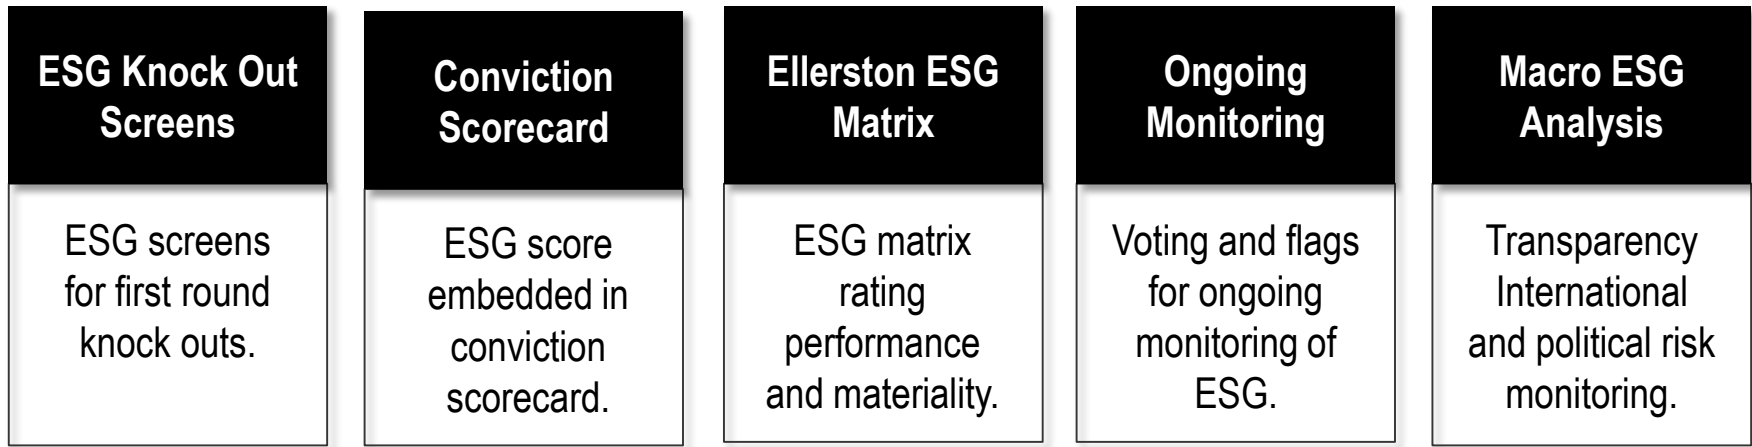 ESG Knock Out
Screens
ESG screens
for first round
knock outs.
Conviction
Scorecard
ESG score
embedded in
conviction
scorecard.
Ellerston ESG
Matrix
ESG matrix
rating
performance
and materiality.
Ongoing
Monitoring
Voting and flags
for ongoing
monitoring of
ESG.
Macro ESG
Analysis
Transparency
International
and political risk
monitoring.